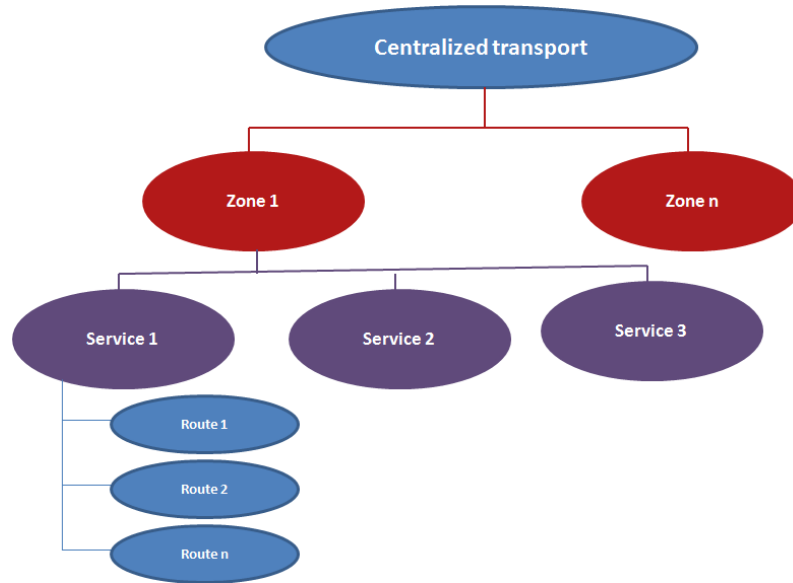 Centralized transport
Zone 1
Zone n
Service 1
Service 2
Service 3
Route 1
Route 2
Route n